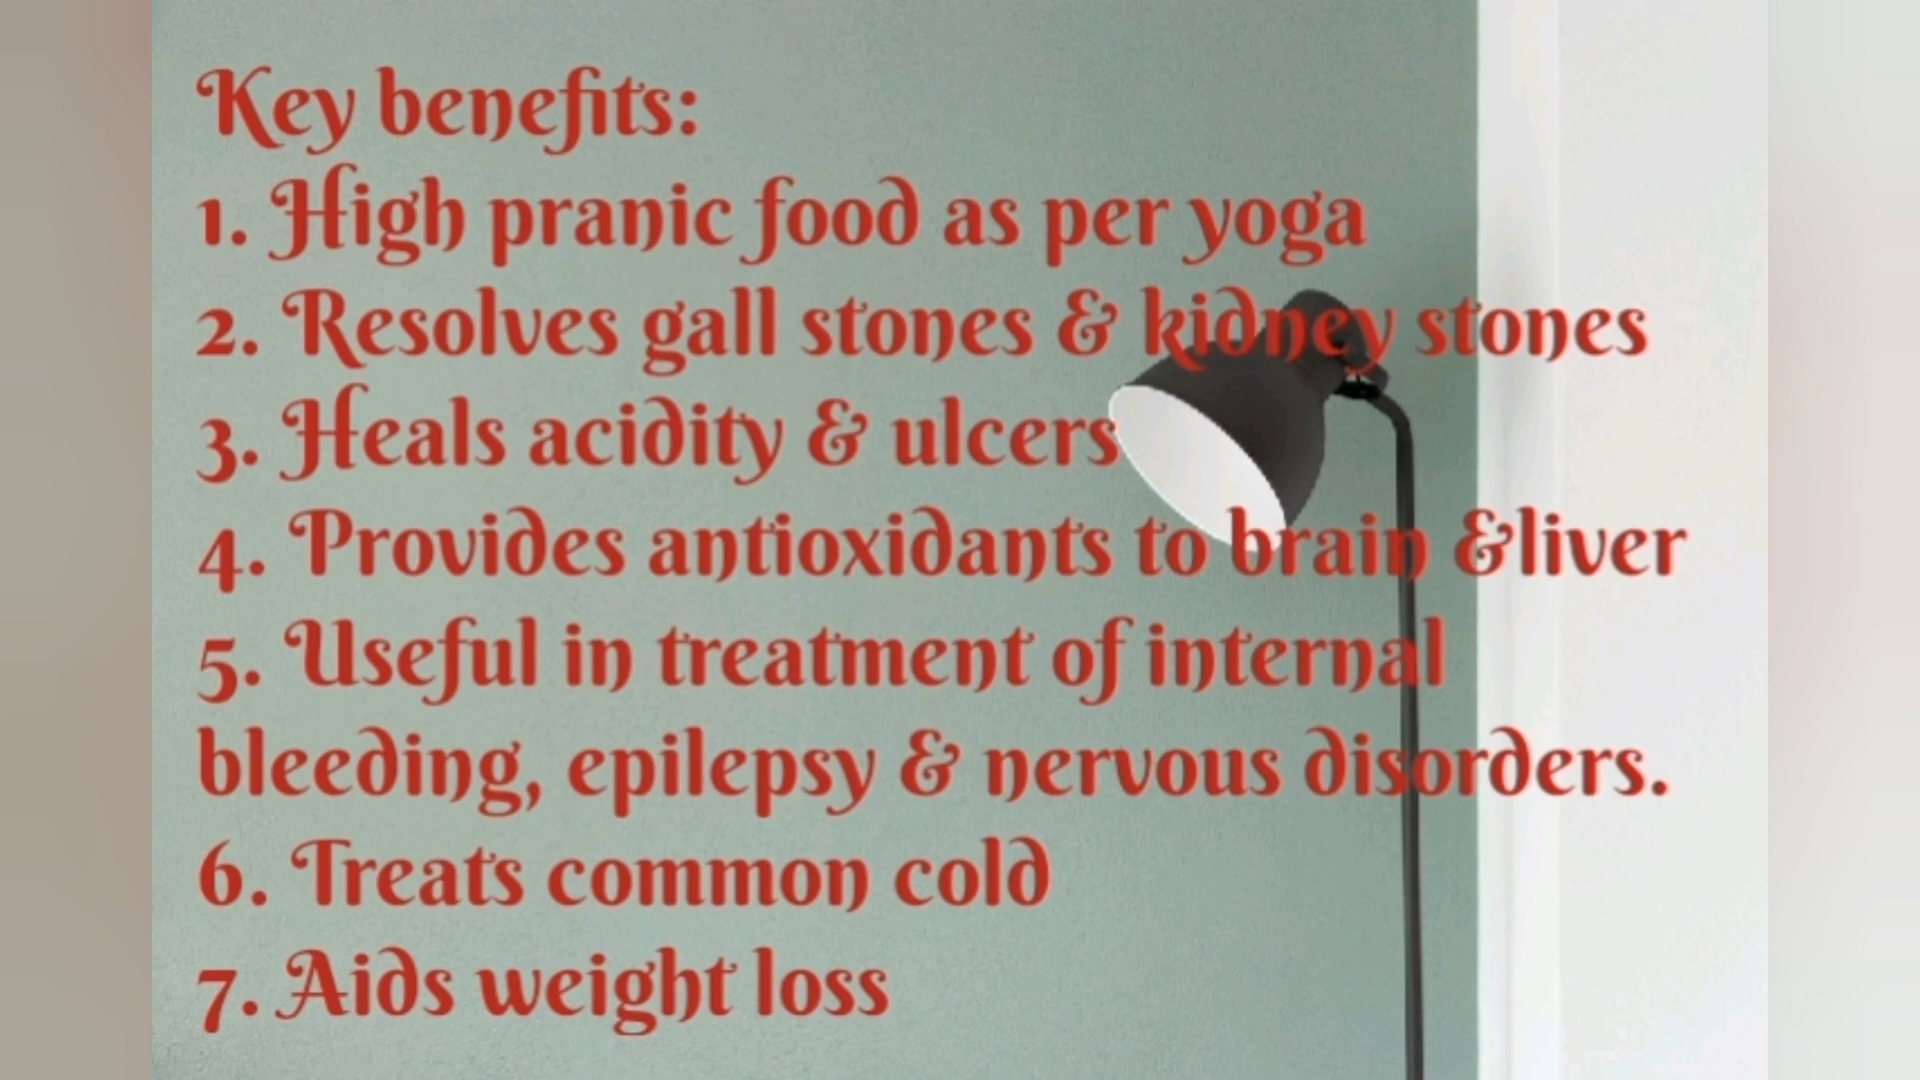 Key benefits:
1. High pranic food as per yoga
2. Resolves gall stones & kidney stones
3. Heals acidity & ulcers
4. Provides antioxidants to brain &liver
5. Useful in treatment of internal
bleeding, epilepsy & nervous disorders.
6. Treats common cold
7. Aids weight loss